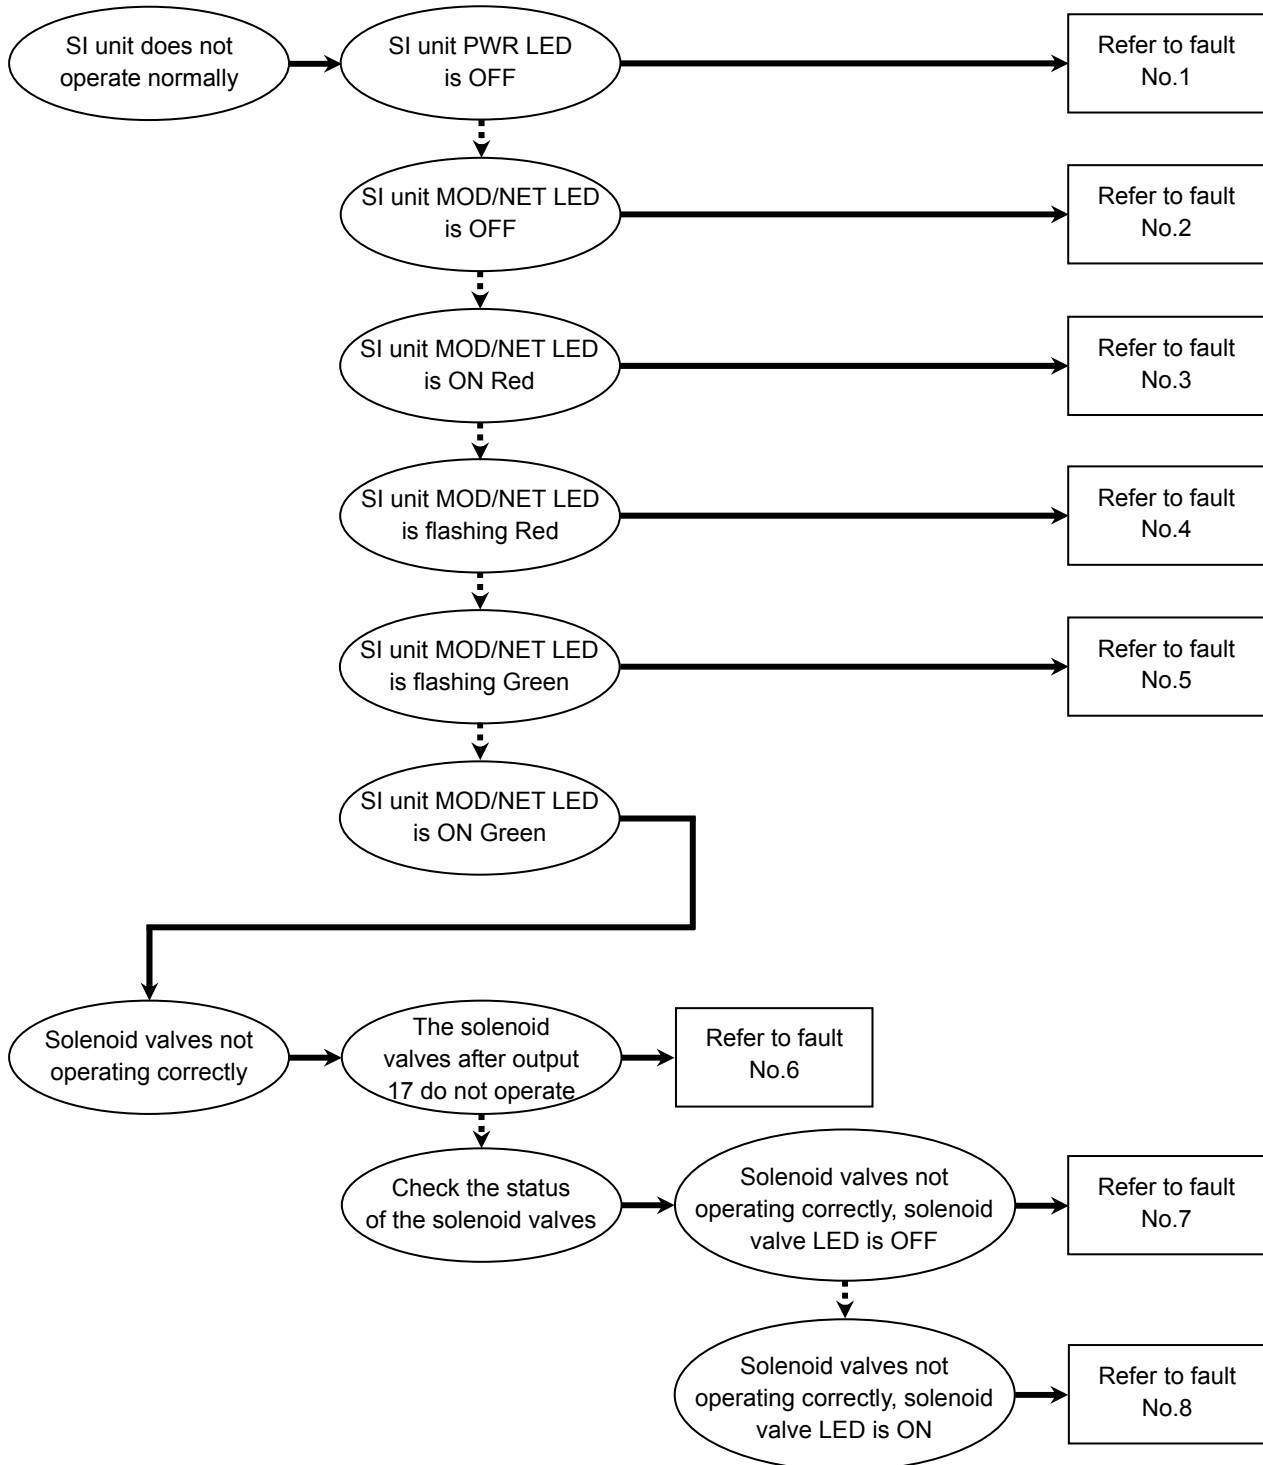 SI unit does not
operate normally
SI unit PWR LED
is OFF
Refer to fault
No.1
SI unit MOD/NET LED
is OFF
Refer to fault
No.2
SI unit MOD/NET LED
is ON Red
Refer to fault
No.3
SI unit MOD/NET LED
is flashing Red
Refer to fault
No.4
SI unit MOD/NET LED
is flashing Green
Refer to fault
No.5
SI unit MOD/NET LED
is ON Green
Solenoid valves not
operating correctly
The solenoid
valves after output
17 do not operate
Refer to fault
No.6
Check the status
of the solenoid valves
Solenoid valves not
operating correctly, solenoid
valve LED is OFF
Refer to fault
No.7
Solenoid valves not
operating correctly, solenoid
valve LED is ON
Refer to fault
No.8